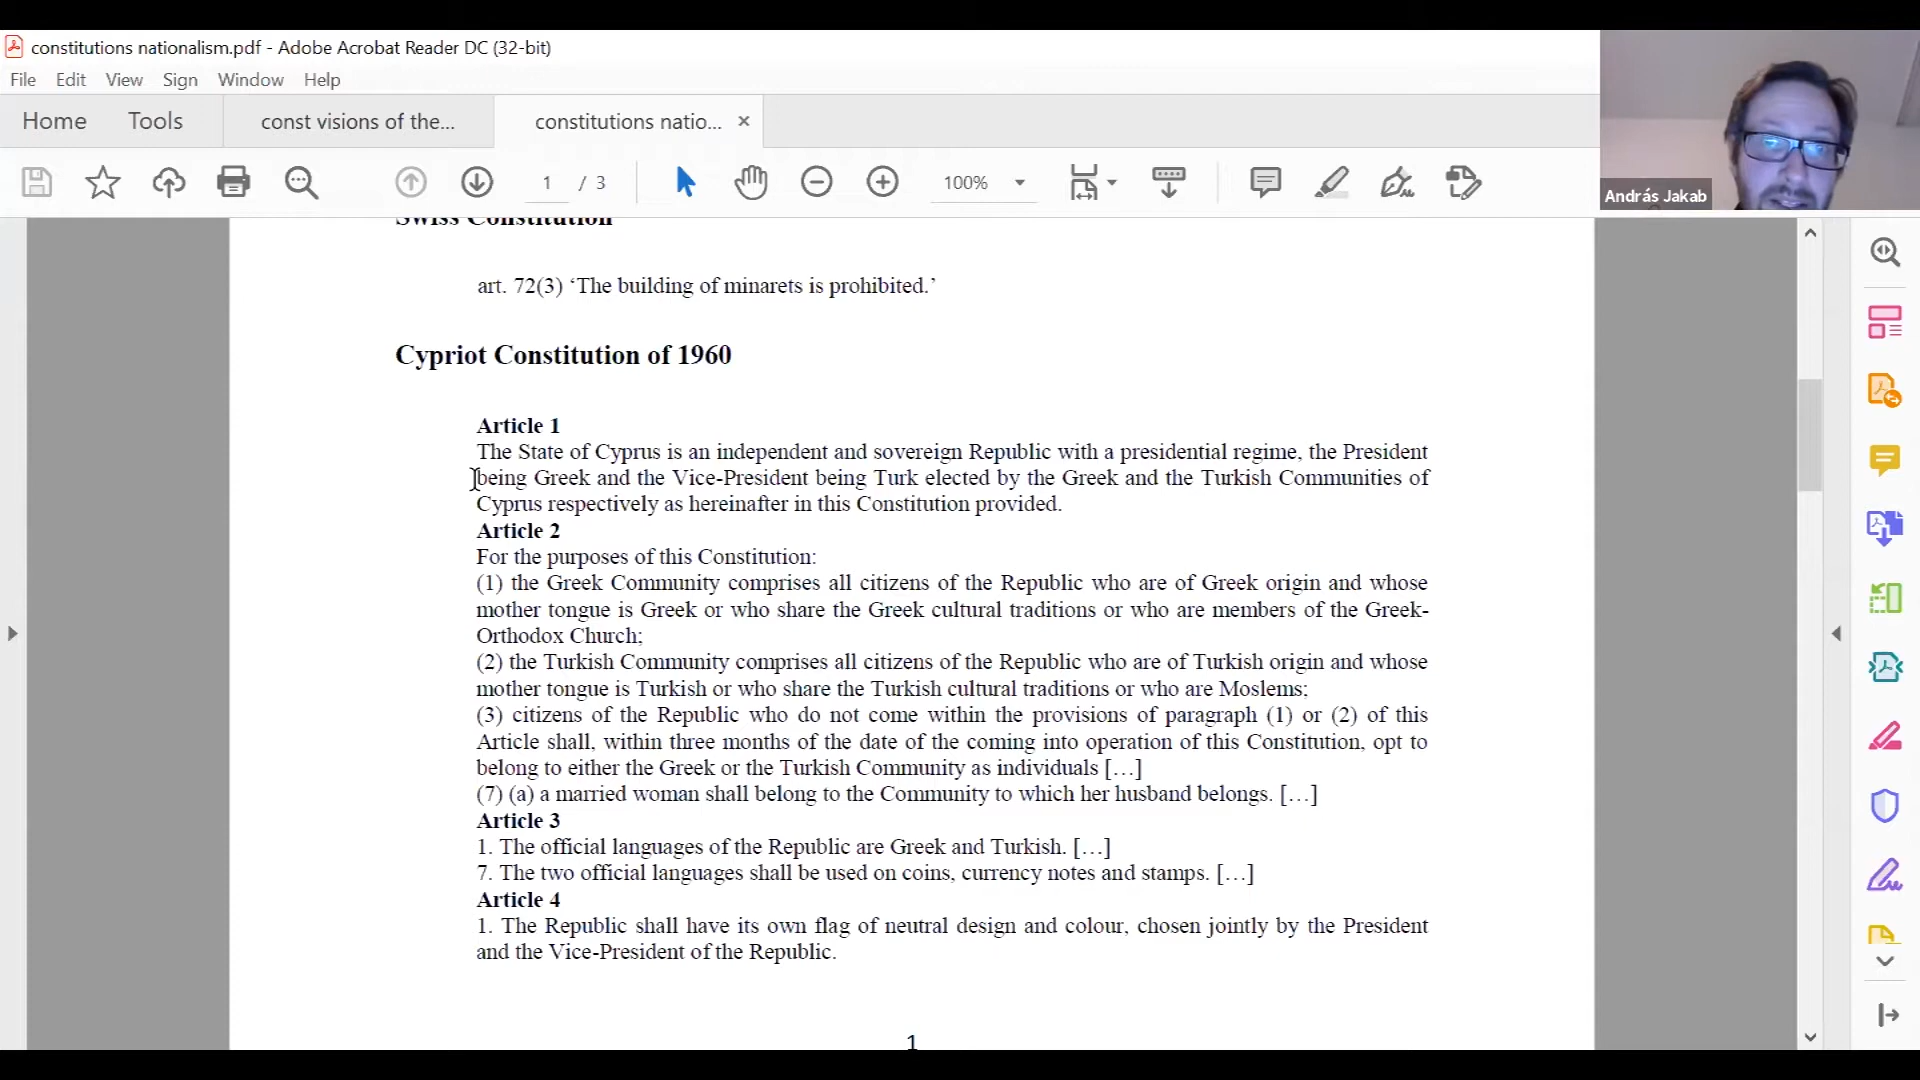 constitutions nationalism.pdf - Adobe Acrobat Reader DC (32-bit)
File Edit View Sign Window Help
Home Tools const visions of the... constitutions natio... ×
1 / 3 100%
András Jakab
Swiss Constitution
art. 72(3) ‘The building of minarets is prohibited.’
Cypriot Constitution of 1960
Article 1
The State of Cyprus is an independent and sovereign Republic with a presidential regime, the President
being Greek and the Vice-President being Turk elected by the Greek and the Turkish Communities of
Cyprus respectively as hereinafter in this Constitution provided.
Article 2
For the purposes of this Constitution:
(1) the Greek Community comprises all citizens of the Republic who are of Greek origin and whose
mother tongue is Greek or who share the Greek cultural traditions or who are members of the Greek-
Orthodox Church;
(2) the Turkish Community comprises all citizens of the Republic who are of Turkish origin and whose
mother tongue is Turkish or who share the Turkish cultural traditions or who are Moslems;
(3) citizens of the Republic who do not come within the provisions of paragraph (1) or (2) of this
Article shall, within three months of the date of the coming into operation of this Constitution, opt to
belong to either the Greek or the Turkish Community as individuals […]
(7) (a) a married woman shall belong to the Community to which her husband belongs. […]
Article 3
1. The official languages of the Republic are Greek and Turkish. […]
7. The two official languages shall be used on coins, currency notes and stamps. […]
Article 4
1. The Republic shall have its own flag of neutral design and colour, chosen jointly by the President
and the Vice-President of the Republic.
1